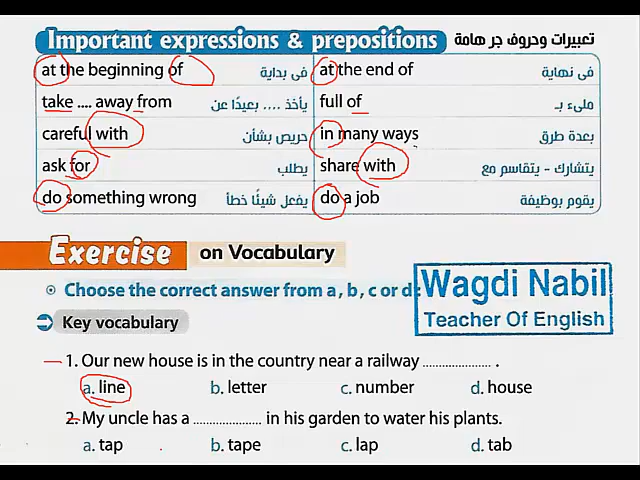 Important expressions & prepositions تعبيرات وحروف جر هامة
at the beginning of فى بداية at the end of فى نهاية
take .... away from يأخذ .... بعيدًا عن full of ملىء بـ
careful with حريص بشأن in many ways بعدة طرق
ask for يطلب share with يتشارك - يتقاسم مع
do something wrong يفعل شيئًا خطأ do a job يقوم بوظيفة
Exercise on Vocabulary
Choose the correct answer from a, b, c or d:
Wagdi Nabil
Teacher Of English
Key vocabulary
1. Our new house is in the country near a railway .................... .
a. line b. letter c. number d. house
2. My uncle has a .................... in his garden to water his plants.
a. tap b. tape c. lap d. tab